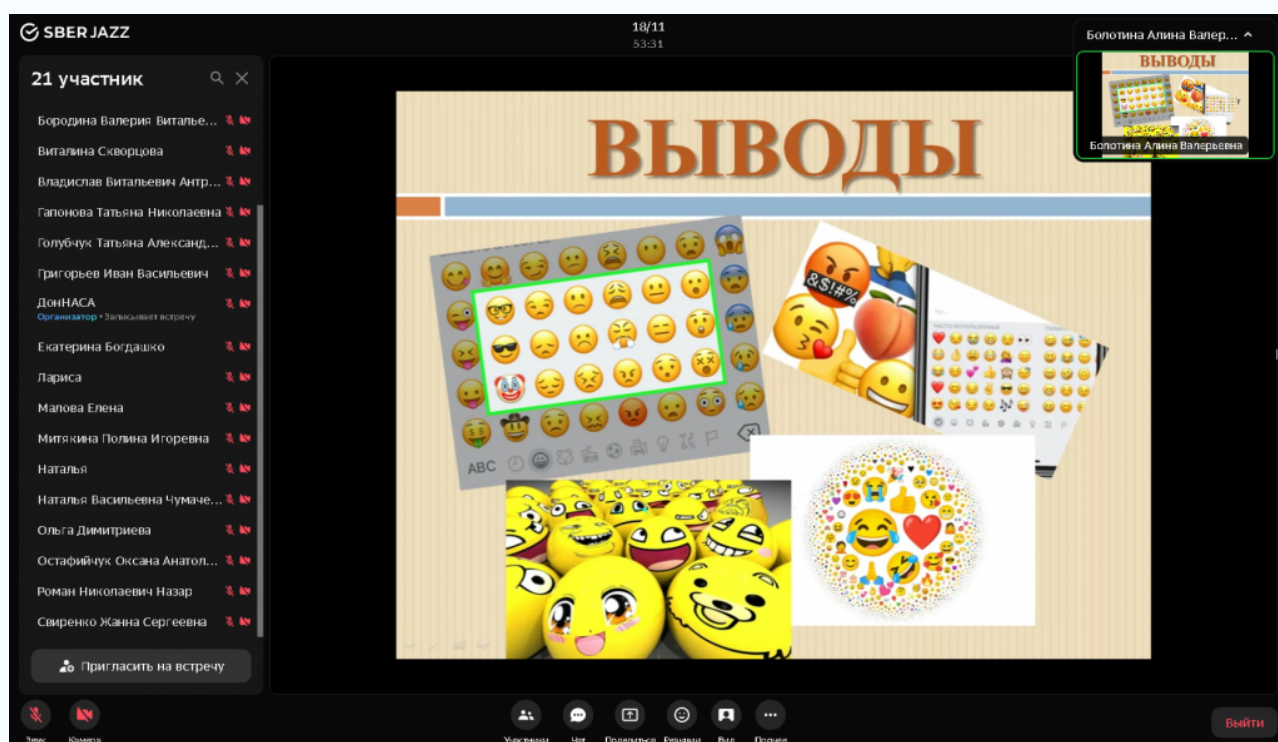 SBER JAZZ
18/11
53:31
Болотина Алина Валер...
21 участник
Бородина Валерия Виталье...
Виталина Скворцова
Владислав Витальевич Антр...
Гапонова Татьяна Николаевна
Голубчук Татьяна Александ...
Григорьев Иван Васильевич
ДонНАСА
Организатор • Записывает встречу
Екатерина Богдашко
Лариса
Малова Елена
Митякина Полина Игоревна
Наталья
Наталья Васильевна Чумаче...
Ольга Димитриева
Остафийчук Оксана Анатол...
Роман Николаевич Назар
Свиренко Жанна Сергеевна
Пригласить на встречу
ВЫВОДЫ
&$!#%
ABC
ВЫВОДЫ
Болотина Алина Валерьевна
Выйти